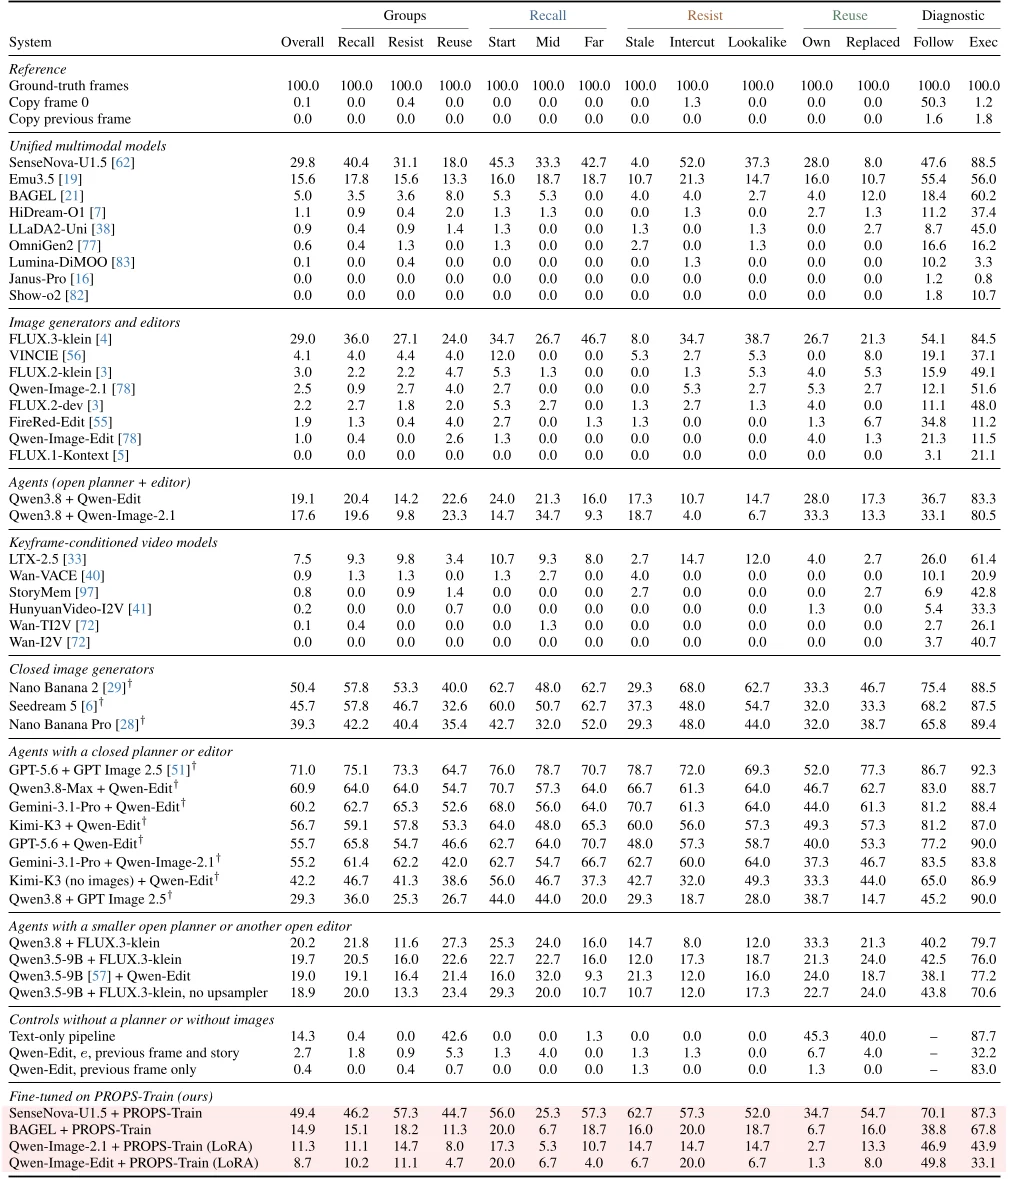 Groups Recall Resist Reuse Diagnostic
System Overall Recall Resist Reuse Start Mid Far Stale Intercut Lookalike Own Replaced Follow Exec
Reference
Ground-truth frames 100.0 100.0 100.0 100.0 100.0 100.0 100.0 100.0 100.0 100.0 100.0 100.0 100.0 100.0
Copy frame 0 0.1 0.0 0.4 0.0 0.0 0.0 0.0 0.0 1.3 0.0 0.0 0.0 50.3 1.2
Copy previous frame 0.0 0.0 0.0 0.0 0.0 0.0 0.0 0.0 0.0 0.0 0.0 0.0 1.6 1.8
Unified multimodal models
SenseNova-U1.5 [62] 29.8 40.4 31.1 18.0 45.3 33.3 42.7 4.0 52.0 37.3 28.0 8.0 47.6 88.5
Emu3.5 [19] 15.6 17.8 15.6 13.3 16.0 18.7 18.7 10.7 21.3 14.7 16.0 10.7 55.4 56.0
BAGEL [21] 5.0 3.5 3.6 8.0 5.3 5.3 0.0 4.0 4.0 2.7 4.0 12.0 18.4 60.2
HiDream-O1 [7] 1.1 0.9 0.4 2.0 1.3 1.3 0.0 0.0 1.3 0.0 2.7 1.3 11.2 37.4
LLaDA2-Uni [38] 0.9 0.4 0.9 1.4 1.3 0.0 0.0 1.3 0.0 1.3 0.0 2.7 8.7 45.0
OmniGen2 [77] 0.6 0.4 1.3 0.0 1.3 0.0 0.0 2.7 0.0 1.3 0.0 0.0 16.6 16.2
Lumina-DiMOO [83] 0.1 0.0 0.4 0.0 0.0 0.0 0.0 0.0 1.3 0.0 0.0 0.0 10.2 3.3
Janus-Pro [16] 0.0 0.0 0.0 0.0 0.0 0.0 0.0 0.0 0.0 0.0 0.0 0.0 1.2 0.8
Show-o2 [82] 0.0 0.0 0.0 0.0 0.0 0.0 0.0 0.0 0.0 0.0 0.0 0.0 1.8 10.7
Image generators and editors
FLUX.3-klein [4] 29.0 36.0 27.1 24.0 34.7 26.7 46.7 8.0 34.7 38.7 26.7 21.3 54.1 84.5
VINCIE [56] 4.1 4.0 4.4 4.0 12.0 0.0 0.0 5.3 2.7 5.3 0.0 8.0 19.1 37.1
FLUX.2-klein [3] 3.0 2.2 2.2 4.7 5.3 1.3 0.0 0.0 1.3 5.3 4.0 5.3 15.9 49.1
Qwen-Image-2.1 [78] 2.5 0.9 2.7 4.0 2.7 0.0 0.0 0.0 5.3 2.7 5.3 2.7 12.1 51.6
FLUX.2-dev [3] 2.2 2.7 1.8 2.0 5.3 2.7 0.0 1.3 2.7 1.3 4.0 0.0 11.1 48.0
FireRed-Edit [55] 1.9 1.3 0.4 4.0 2.7 0.0 1.3 1.3 0.0 0.0 1.3 6.7 34.8 11.2
Qwen-Image-Edit [78] 1.0 0.4 0.0 2.6 1.3 0.0 0.0 0.0 0.0 0.0 4.0 1.3 21.3 11.5
FLUX.1-Kontext [5] 0.0 0.0 0.0 0.0 0.0 0.0 0.0 0.0 0.0 0.0 0.0 0.0 3.1 21.1
Agents (open planner + editor)
Qwen3.8 + Qwen-Edit 19.1 20.4 14.2 22.6 24.0 21.3 16.0 17.3 10.7 14.7 28.0 17.3 36.7 83.3
Qwen3.8 + Qwen-Image-2.1 17.6 19.6 9.8 23.3 14.7 34.7 9.3 18.7 4.0 6.7 33.3 13.3 33.1 80.5
Keyframe-conditioned video models
LTX-2.5 [33] 7.5 9.3 9.8 3.4 10.7 9.3 8.0 2.7 14.7 12.0 4.0 2.7 26.0 61.4
Wan-VACE [40] 0.9 1.3 1.3 0.0 1.3 2.7 0.0 4.0 0.0 0.0 0.0 0.0 10.1 20.9
StoryMem [97] 0.8 0.0 0.9 1.4 0.0 0.0 0.0 2.7 0.0 0.0 0.0 2.7 6.9 42.8
HunyuanVideo-I2V [41] 0.2 0.0 0.0 0.7 0.0 0.0 0.0 0.0 0.0 0.0 1.3 0.0 5.4 33.3
Wan-TI2V [72] 0.1 0.4 0.0 0.0 0.0 1.3 0.0 0.0 0.0 0.0 0.0 0.0 2.7 26.1
Wan-I2V [72] 0.0 0.0 0.0 0.0 0.0 0.0 0.0 0.0 0.0 0.0 0.0 0.0 3.7 40.7
Closed image generators
Nano Banana 2 [29]† 50.4 57.8 53.3 40.0 62.7 48.0 62.7 29.3 68.0 62.7 33.3 46.7 75.4 88.5
Seedream 5 [6]† 45.7 57.8 46.7 32.6 60.0 50.7 62.7 37.3 48.0 54.7 32.0 33.3 68.2 87.5
Nano Banana Pro [28]† 39.3 42.2 40.4 35.4 42.7 32.0 52.0 29.3 48.0 44.0 32.0 38.7 65.8 89.4
Agents with a closed planner or editor
GPT-5.6 + GPT Image 2.5 [51]† 71.0 75.1 73.3 64.7 76.0 78.7 70.7 78.7 72.0 69.3 52.0 77.3 86.7 92.3
Qwen3.8-Max + Qwen-Edit† 60.9 64.0 64.0 54.7 70.7 57.3 64.0 66.7 61.3 64.0 46.7 62.7 83.0 88.7
Gemini-3.1-Pro + Qwen-Edit† 60.2 62.7 65.3 52.6 68.0 56.0 64.0 70.7 61.3 64.0 44.0 61.3 81.2 88.4
Kimi-K3 + Qwen-Edit† 56.7 59.1 57.8 53.3 64.0 48.0 65.3 60.0 56.0 57.3 49.3 57.3 81.2 87.0
GPT-5.6 + Qwen-Edit† 55.7 65.8 54.7 46.6 62.7 64.0 70.7 48.0 57.3 58.7 40.0 53.3 77.2 90.0
Gemini-3.1-Pro + Qwen-Image-2.1† 55.2 61.4 62.2 42.0 62.7 54.7 66.7 62.7 60.0 64.0 37.3 46.7 83.5 83.8
Kimi-K3 (no images) + Qwen-Edit† 42.2 46.7 41.3 38.6 56.0 46.7 37.3 42.7 32.0 49.3 33.3 44.0 65.0 86.9
Qwen3.8 + GPT Image 2.5† 29.3 36.0 25.3 26.7 44.0 44.0 20.0 29.3 18.7 28.0 38.7 14.7 45.2 90.0
Agents with a smaller open planner or another open editor
Qwen3.8 + FLUX.3-klein 20.2 21.8 11.6 27.3 25.3 24.0 16.0 14.7 8.0 12.0 33.3 21.3 40.2 79.7
Qwen3.5-9B + FLUX.3-klein 19.7 20.5 16.0 22.6 22.7 22.7 16.0 12.0 17.3 18.7 21.3 24.0 42.5 76.0
Qwen3.5-9B [57] + Qwen-Edit 19.0 19.1 16.4 21.4 16.0 32.0 9.3 21.3 12.0 16.0 24.0 18.7 38.1 77.2
Qwen3.5-9B + FLUX.3-klein, no upsampler 18.9 20.0 13.3 23.4 29.3 20.0 10.7 10.7 12.0 17.3 22.7 24.0 43.8 70.6
Controls without a planner or without images
Text-only pipeline 14.3 0.4 0.0 42.6 0.0 0.0 1.3 0.0 0.0 0.0 45.3 40.0 – 87.7
Qwen-Edit, e, previous frame and story 2.7 1.8 0.9 5.3 1.3 4.0 0.0 1.3 1.3 0.0 6.7 4.0 – 32.2
Qwen-Edit, previous frame only 0.4 0.0 0.4 0.7 0.0 0.0 0.0 1.3 0.0 0.0 1.3 0.0 – 83.0
Fine-tuned on PROPS-Train (ours)
SenseNova-U1.5 + PROPS-Train 49.4 46.2 57.3 44.7 56.0 25.3 57.3 62.7 57.3 52.0 34.7 54.7 70.1 87.3
BAGEL + PROPS-Train 14.9 15.1 18.2 11.3 20.0 6.7 18.7 16.0 20.0 18.7 6.7 16.0 38.8 67.8
Qwen-Image-2.1 + PROPS-Train (LoRA) 11.3 11.1 14.7 8.0 17.3 5.3 10.7 14.7 14.7 14.7 2.7 13.3 46.9 43.9
Qwen-Image-Edit + PROPS-Train (LoRA) 8.7 10.2 11.1 4.7 20.0 6.7 4.0 6.7 20.0 6.7 1.3 8.0 49.8 33.1